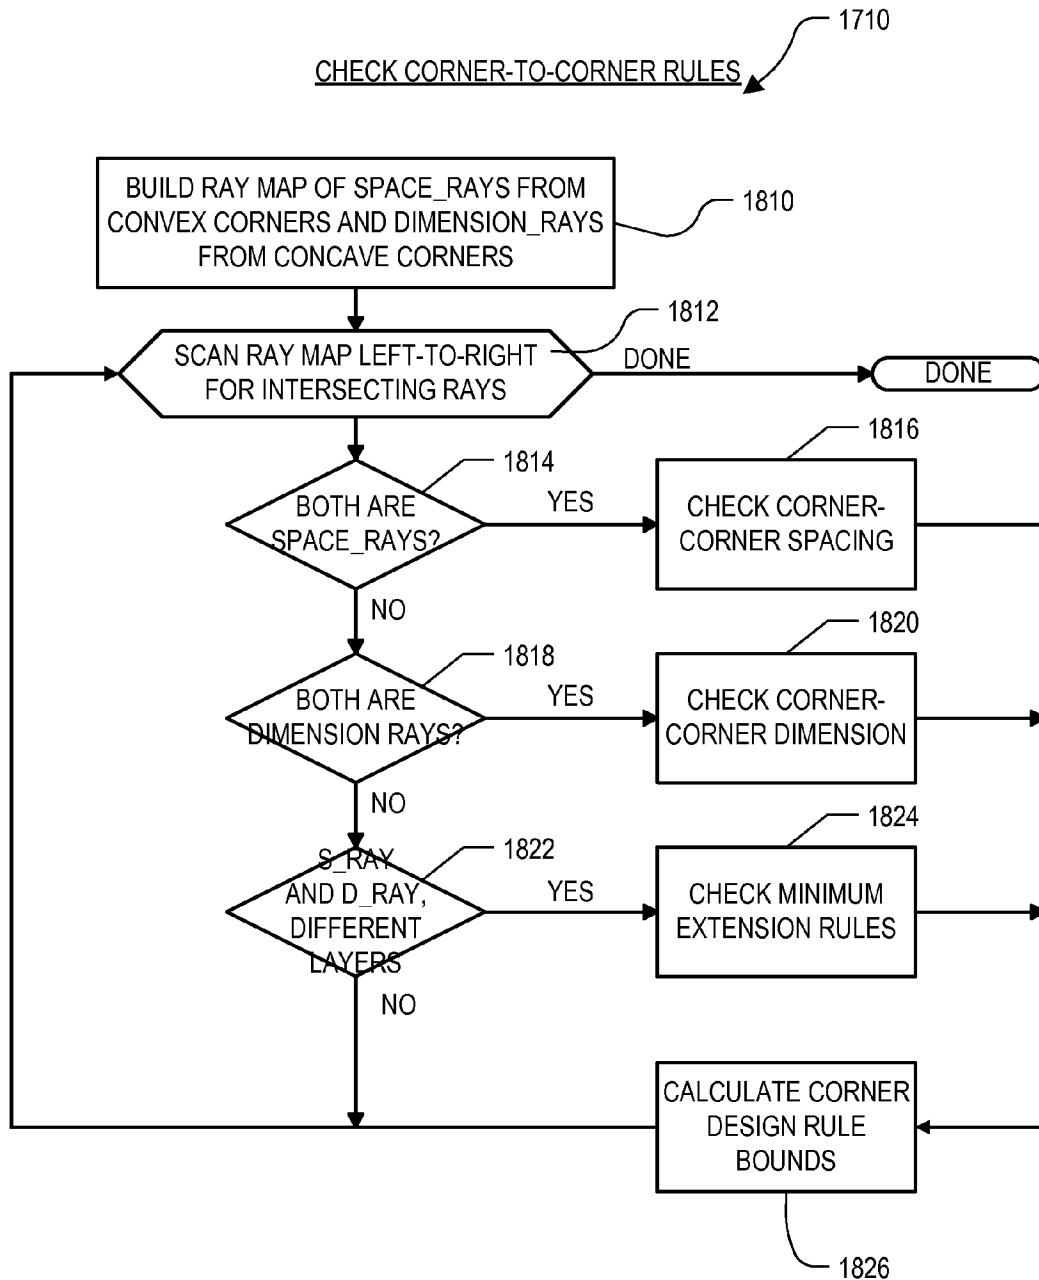 1710
CHECK CORNER-TO-CORNER RULES
BUILD RAY MAP OF SPACE_RAYS FROM
CONVEX CORNERS AND DIMENSION_RAYS
FROM CONCAVE CORNERS
1810
SCAN RAY MAP LEFT-TO-RIGHT
FOR INTERSECTING RAYS
1812
DONE
DONE
BOTH ARE
SPACE_RAYS?
1814
YES
CHECK CORNER-
CORNER SPACING
1816
NO
BOTH ARE
DIMENSION RAYS?
1818
YES
CHECK CORNER-
CORNER DIMENSION
1820
NO
S_RAY
AND D_RAY,
DIFFERENT
LAYERS
1822
YES
CHECK MINIMUM
EXTENSION RULES
1824
NO
CALCULATE CORNER
DESIGN RULE
BOUNDS
1826